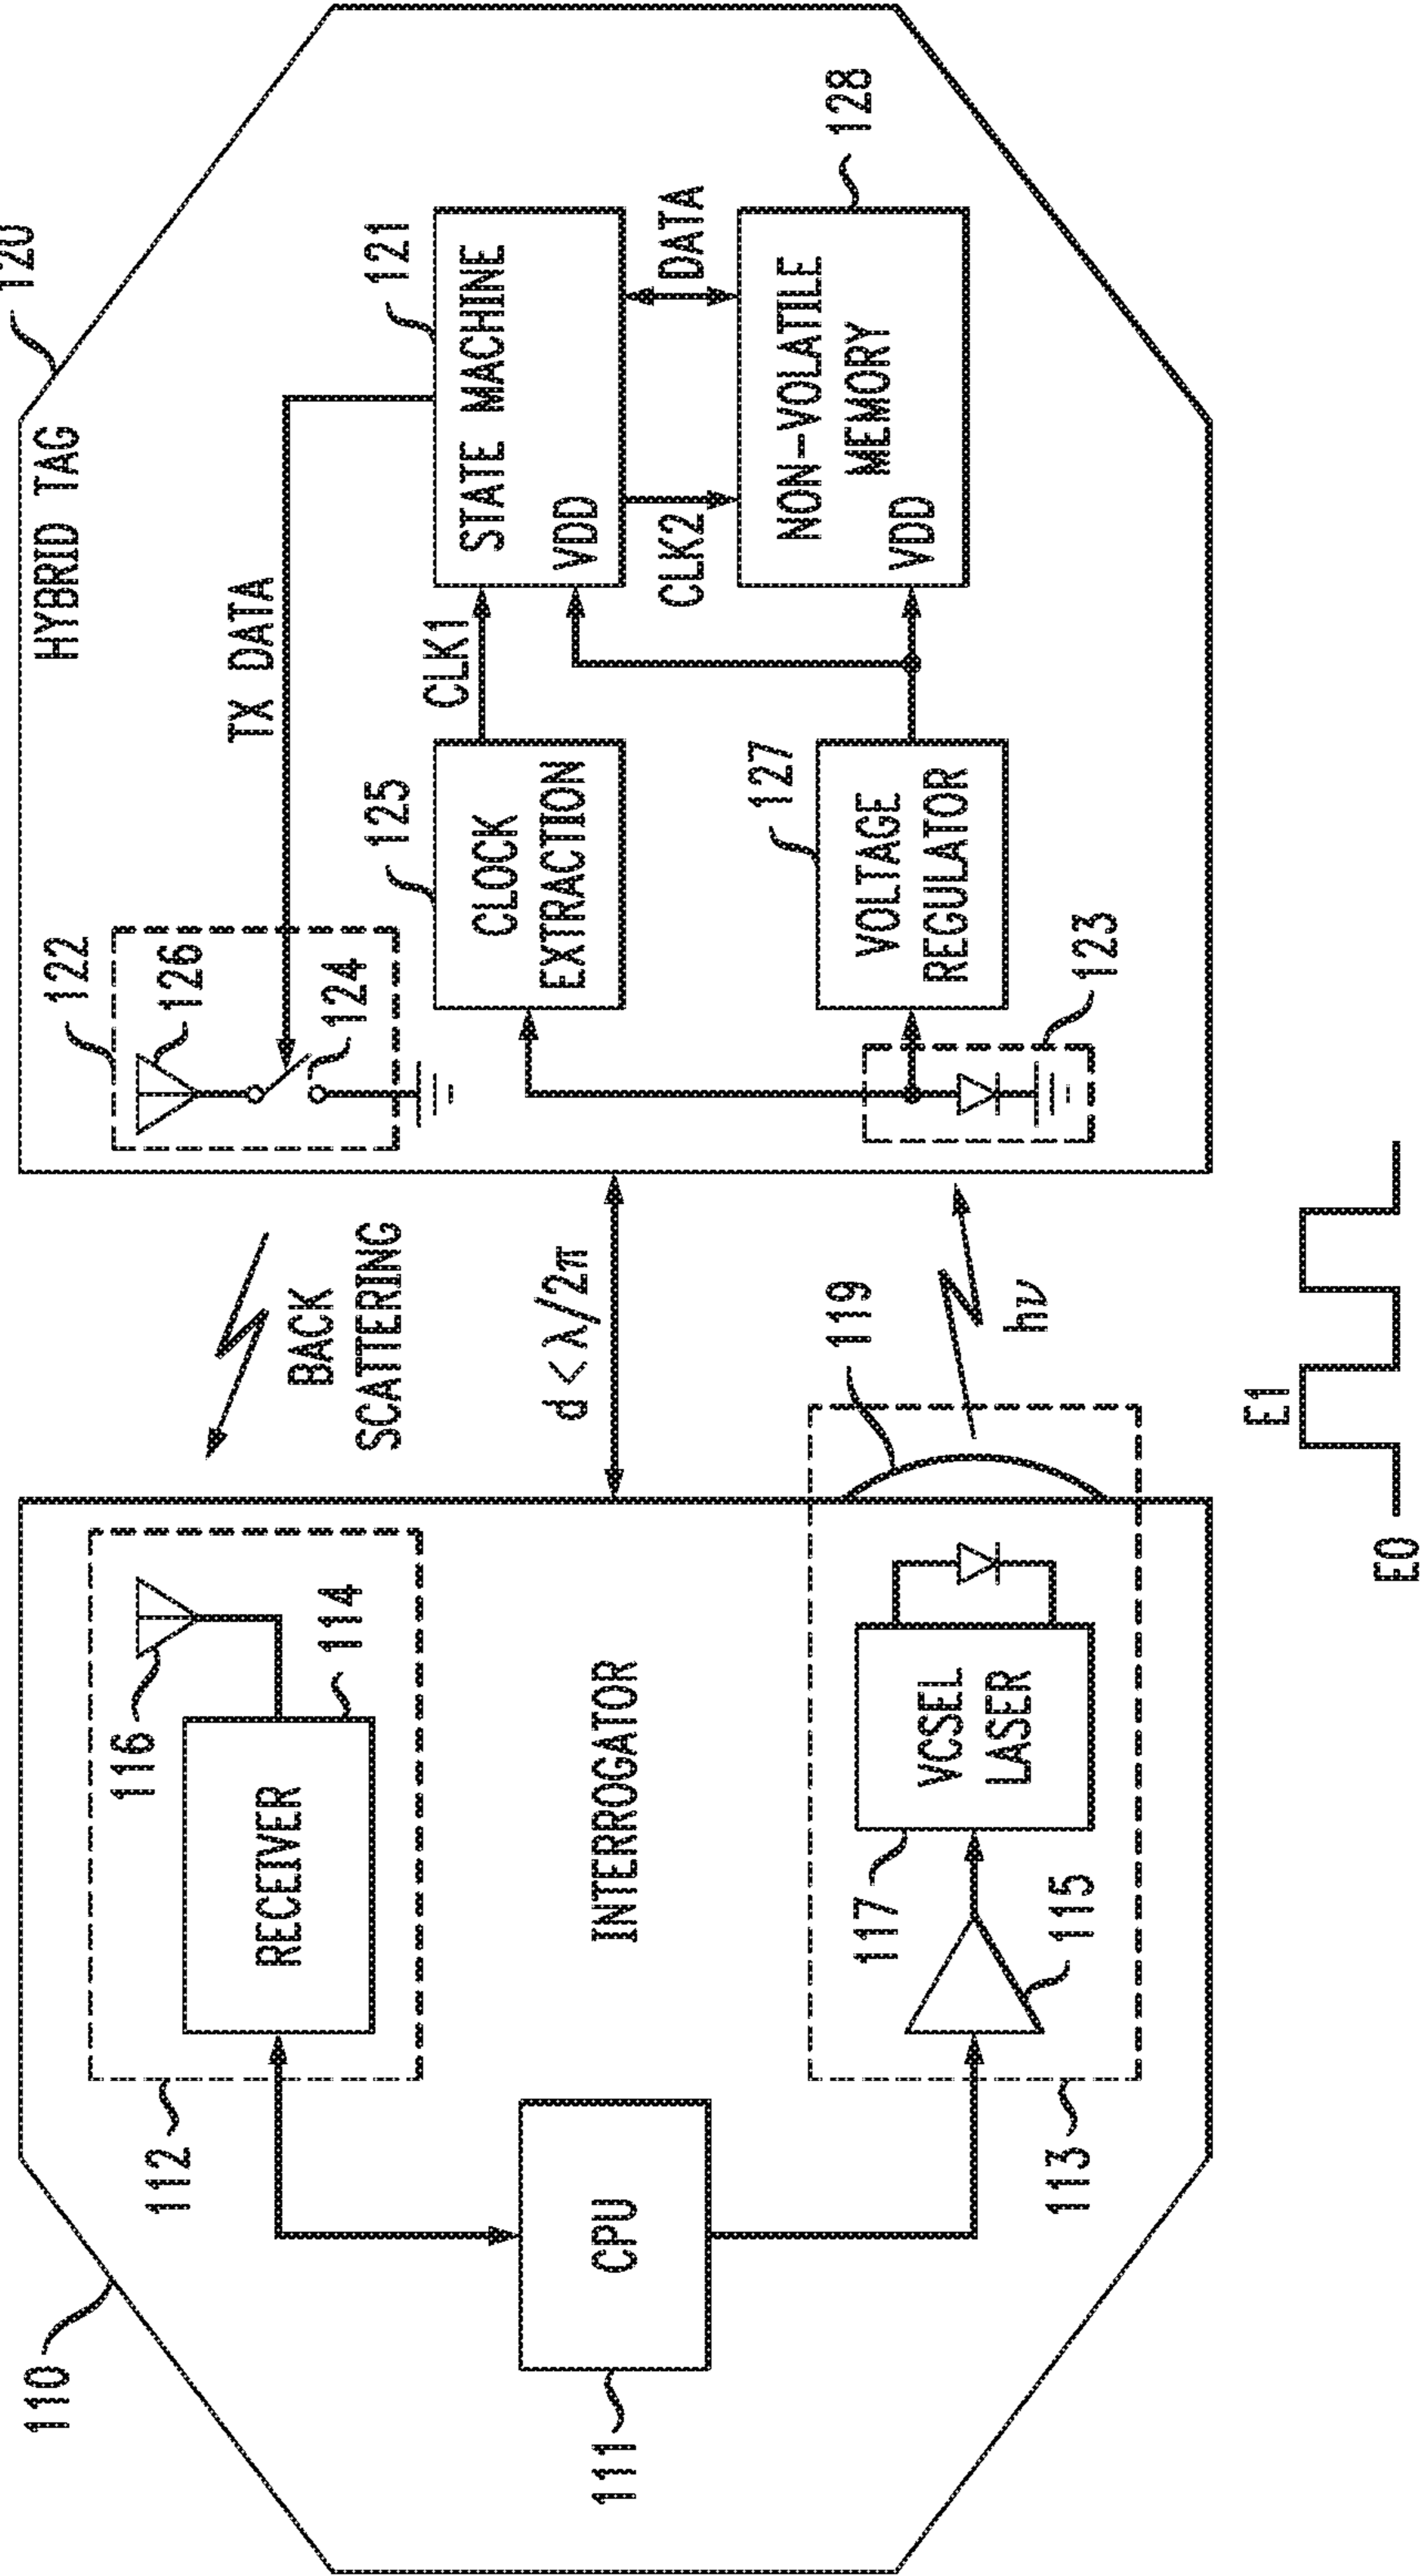 110
112
116
RECEIVER
114
111
CPU
INTERROGATOR
117
VCSEL
LASER
115
113
119
BACK
SCATTERING
d < λ/2π
hν
E0
E1
120
HYBRID TAG
122
126
124
TX DATA
125
CLOCK
EXTRACTION
CLK1
121
STATE MACHINE
VDD
CLK2
DATA
127
VOLTAGE
REGULATOR
123
128
NON-VOLATILE
MEMORY
VDD